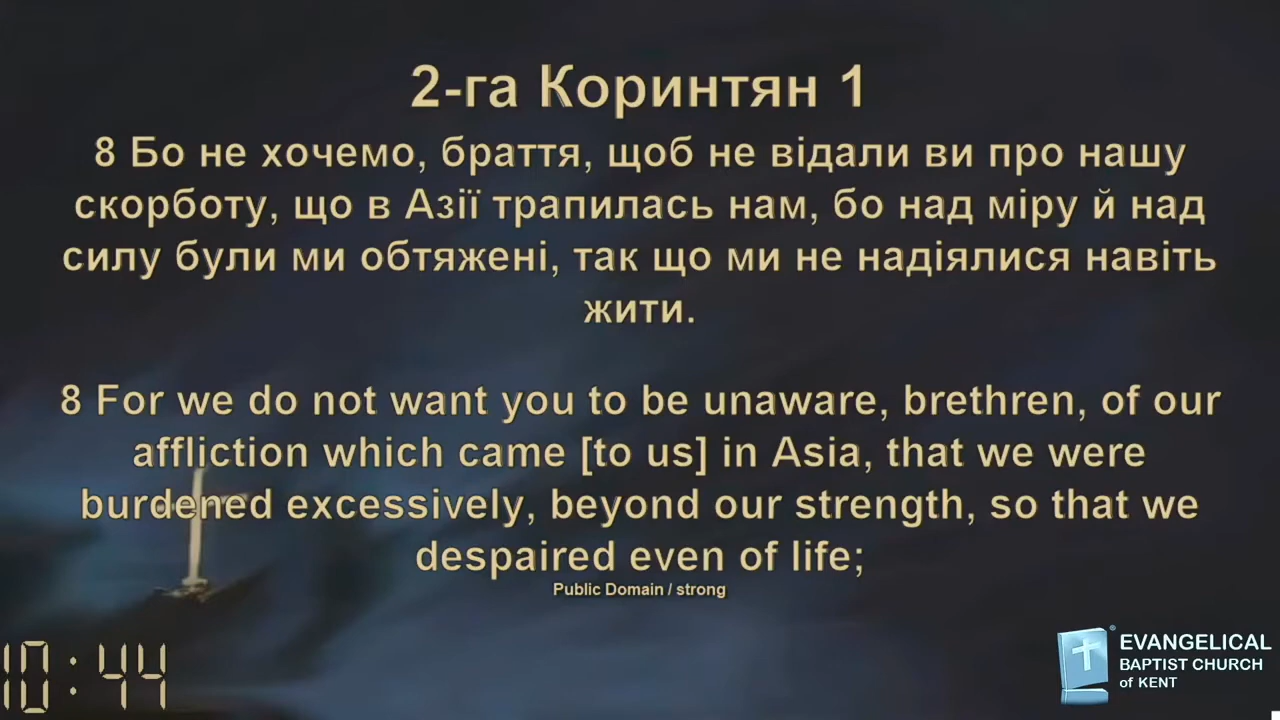 2-га Коринтян 1
8 Бо не хочемо, браття, щоб не відали ви про нашу
скорботу, що в Азії трапилась нам, бо над міру й над
силу були ми обтяжені, так що ми не надіялися навіть
жити.
8 For we do not want you to be unaware, brethren, of our
affliction which came [to us] in Asia, that we were
burdened excessively, beyond our strength, so that we
despaired even of life;
Public Domain / strong
10:44
EVANGELICAL
BAPTIST CHURCH
of KENT